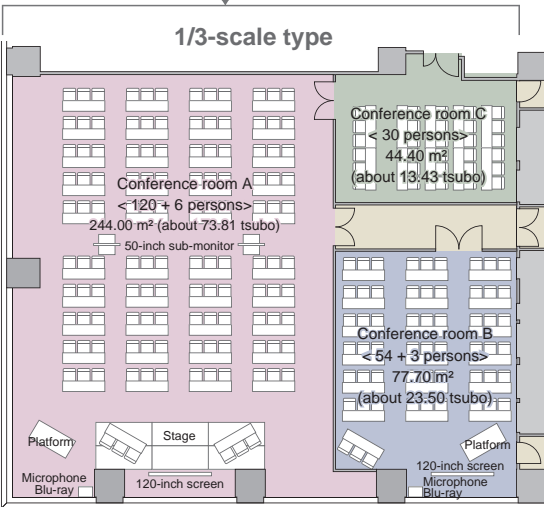 1/3-scale type
Conference room C
< 30 persons>
44.40 m²
(about 13.43 tsubo)
Conference room A
< 120 + 6 persons>
244.00 m² (about 73.81 tsubo)
50-inch sub-monitor
Conference room B
< 54 + 3 persons>
77.70 m²
(about 23.50 tsubo)
Platform
Stage
Platform
Microphone
Blu-ray
120-inch screen
120-inch screen
Microphone
Blu-ray